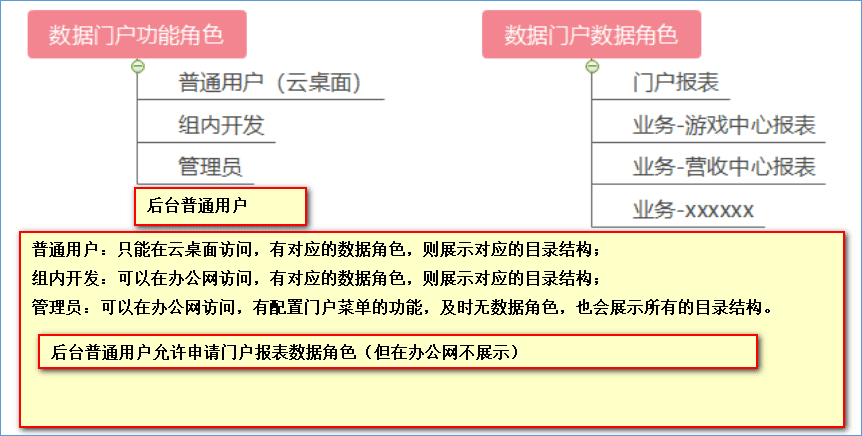 数据门户功能角色
普通用户（云桌面）
组内开发
管理员
后台普通用户
数据门户数据角色
门户报表
业务-游戏中心报表
业务-营收中心报表
业务-xxxxxx
普通用户：只能在云桌面访问，有对应的数据角色，则展示对应的目录结构；
组内开发：可以在办公网访问，有对应的数据角色，则展示对应的目录结构；
管理员：可以在办公网访问，有配置门户菜单的功能，及时无数据角色，也会展示所有的目录结构。
后台普通用户允许申请门户报表数据角色（但在办公网不展示）